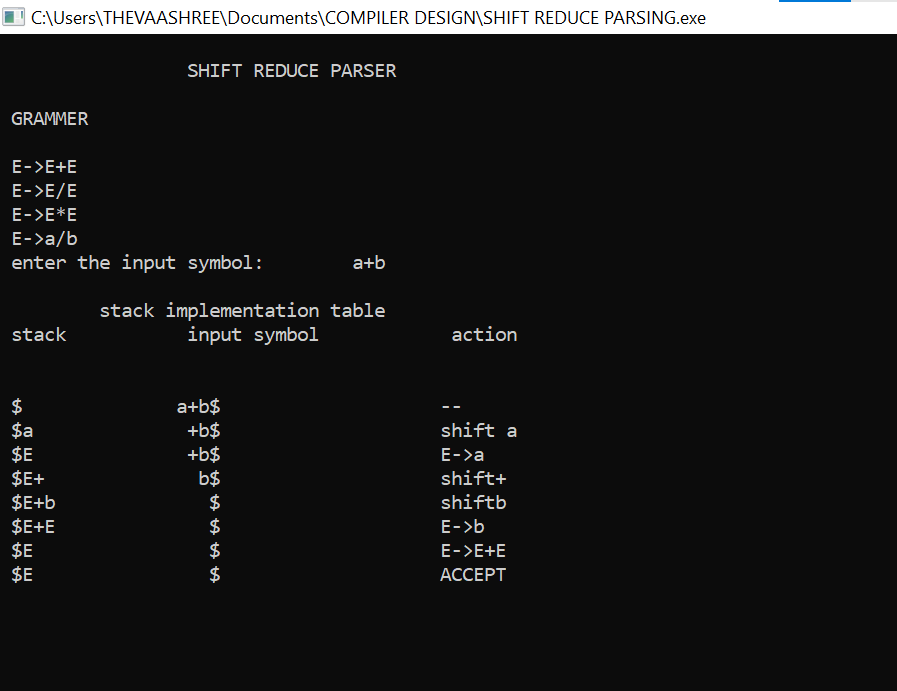 C:\Users\THEVAASHREE\Documents\COMPILER DESIGN\SHIFT REDUCE PARSING.exe
SHIFT REDUCE PARSER
GRAMMER
E->E+E
E->E/E
E->E*E
E->a/b
enter the input symbol: a+b
stack implementation table
stack input symbol action
$ a+b$ --
$a +b$ shift a
$E +b$ E->a
$E+ b$ shift+
$E+b $ shiftb
$E+E $ E->b
$E $ E->E+E
$E $ ACCEPT